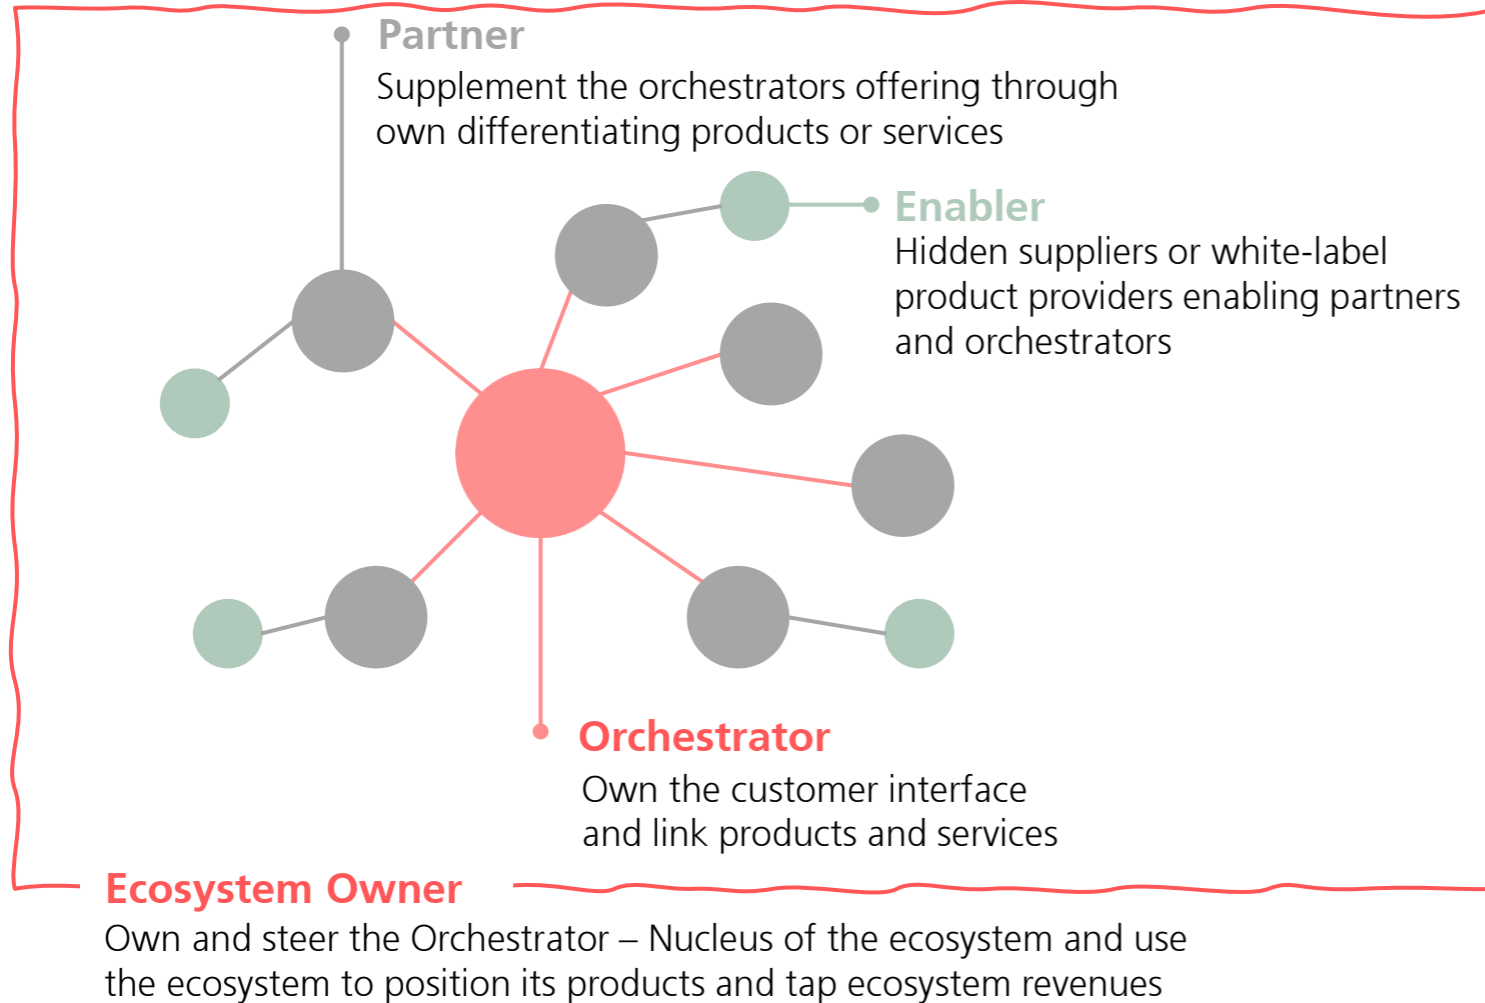 Partner
Supplement the orchestrators offering through
own differentiating products or services
Enabler
Hidden suppliers or white-label
product providers enabling partners
and orchestrators
Orchestrator
Own the customer interface
and link products and services
Ecosystem Owner
Own and steer the Orchestrator – Nucleus of the ecosystem and use
the ecosystem to position its products and tap ecosystem revenues